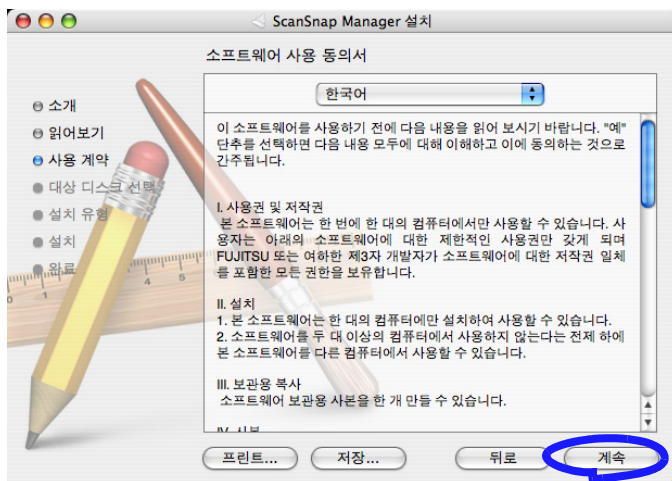 ScanSnap Manager 설치
소프트웨어 사용 동의서
소개
읽어보기
사용 계약
대상 디스크 선택
설치 유형
설치
완료
한국어
이 소프트웨어를 사용하기 전에 다음 내용을 읽어 보시기 바랍니다. "예"
단추를 선택하면 다음 내용 모두에 대해 이해하고 이에 동의하는 것으로
간주됩니다.
I. 사용권 및 저작권
본 소프트웨어는 한 번에 한 대의 컴퓨터에서만 사용할 수 있습니다. 사
용자는 아래의 소프트웨어에 대한 제한적인 사용권만 갖게 되며
FUJITSU 또는 여하한 제3자 개발자가 소프트웨어에 대한 저작권 일체
를 포함한 모든 권한을 보유합니다.
II. 설치
1. 본 소프트웨어는 한 대의 컴퓨터에만 설치하여 사용할 수 있습니다.
2. 소프트웨어를 두 대 이상의 컴퓨터에서 사용하지 않는다는 전제 하에
본 소프트웨어를 다른 컴퓨터에서 사용할 수 있습니다.
III. 보관용 복사
소프트웨어 보관용 사본을 한 개 만들 수 있습니다.
프린트...
저장...
뒤로
계속